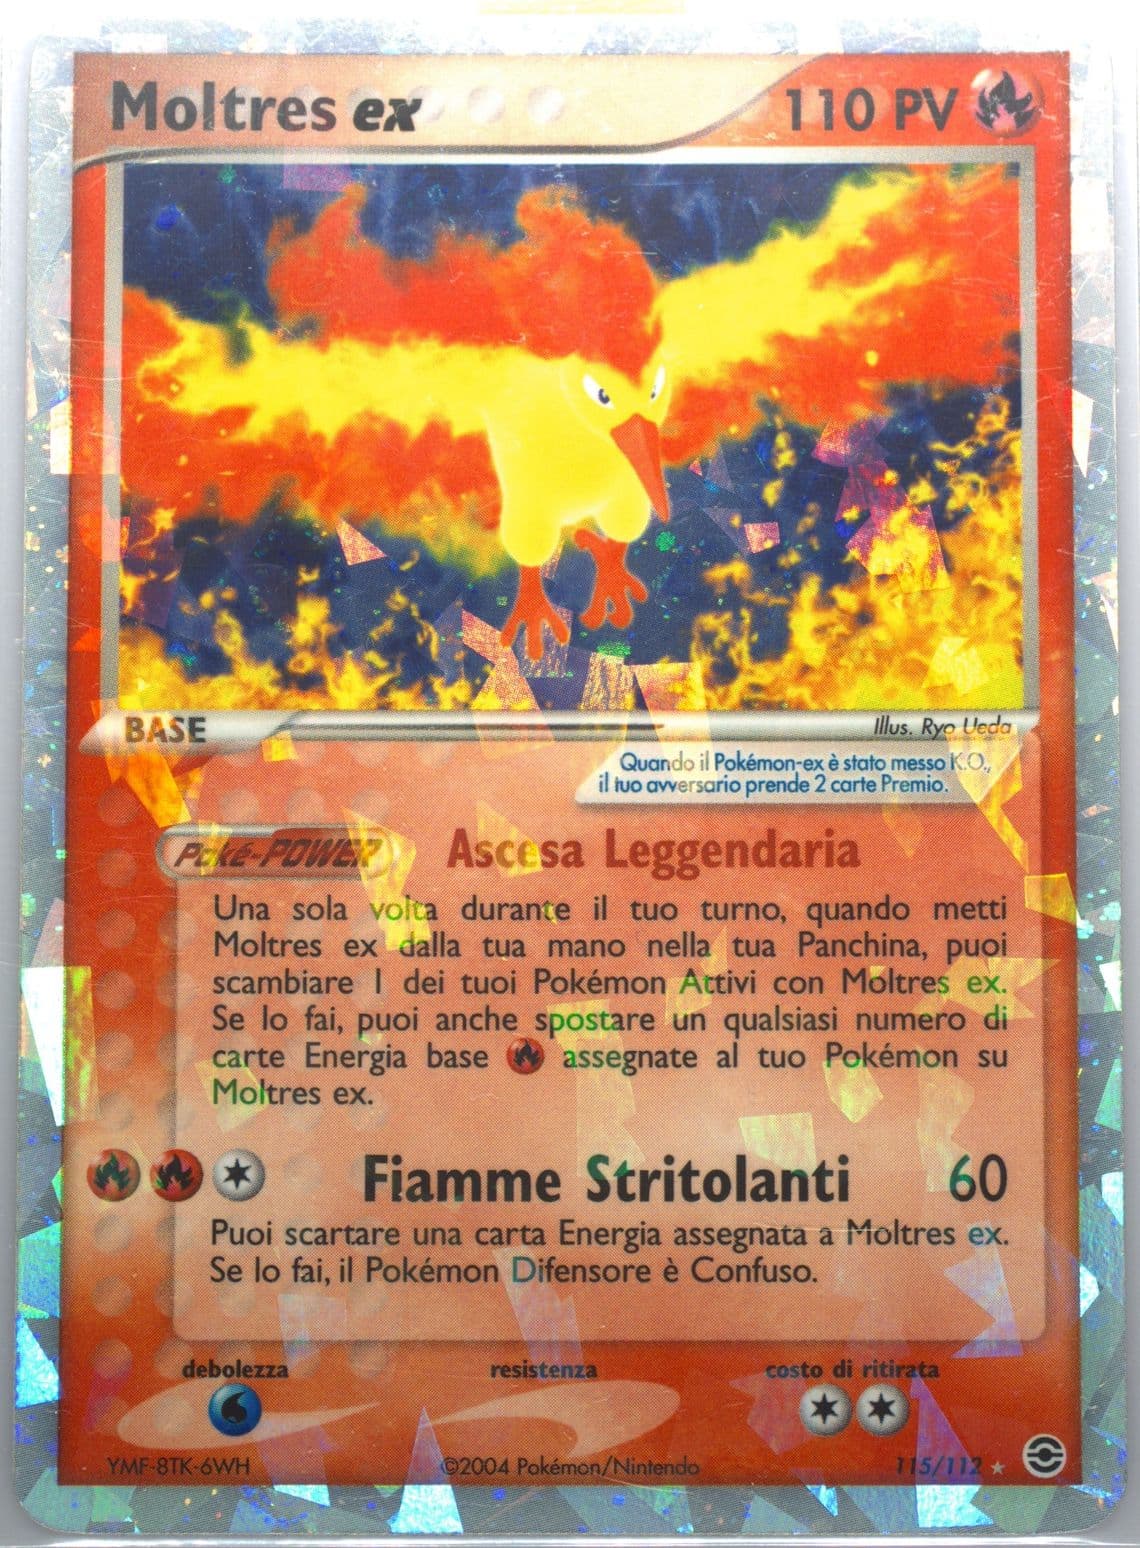 Moltres ex 110 PV
BASE
Illus. Ryo Ueda
Quando il Pokémon-ex è stato messo K.O.,
il tuo avversario prende 2 carte Premio.
Poké-POWER Ascesa Leggendaria
Una sola volta durante il tuo turno, quando metti
Moltres ex dalla tua mano nella tua Panchina, puoi
scambiare 1 dei tuoi Pokémon Attivi con Moltres ex.
Se lo fai, puoi anche spostare un qualsiasi numero di
carte Energia base assegnate al tuo Pokémon su
Moltres ex.
Fiamme Stritolanti 60
Puoi scartare una carta Energia assegnata a Moltres ex.
Se lo fai, il Pokémon Difensore è Confuso.
debolezza resistenza costo di ritirata
YMF-8TK-6WH ©2004 Pokémon/Nintendo 115/112